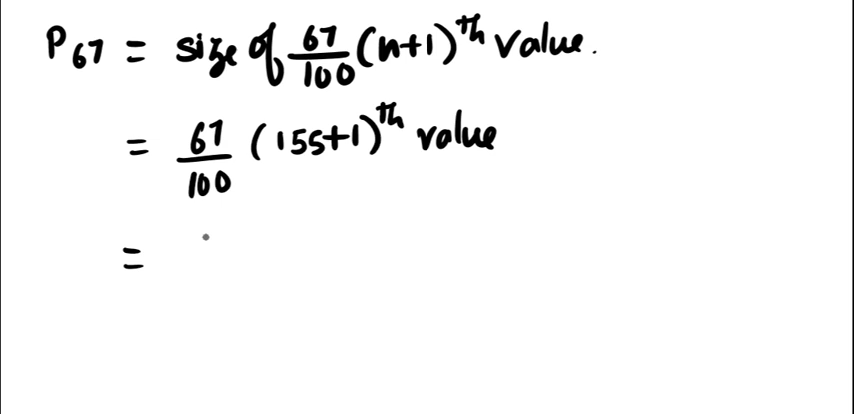 P67 = size of 67/100 (n+1)th value.
= 67/100 (155+1)th value
=